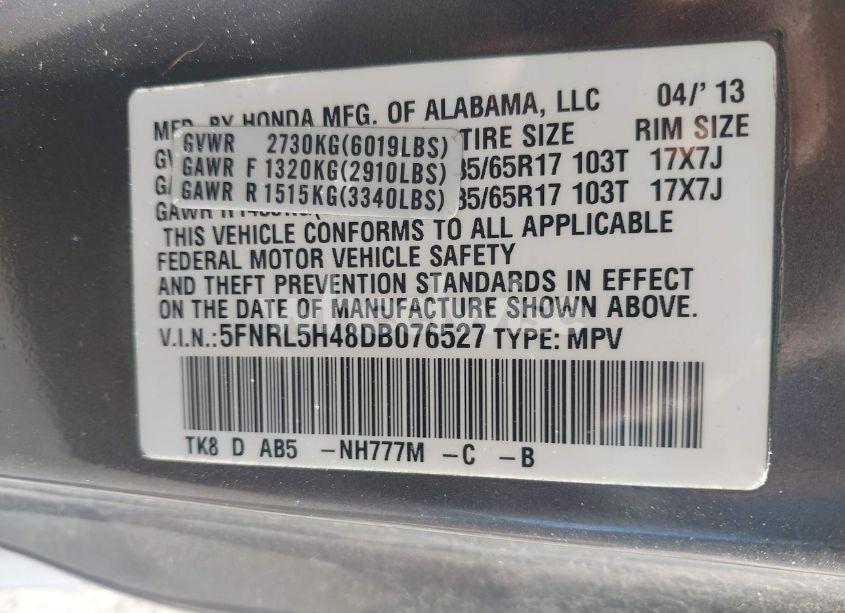 MFD. BY HONDA MFG. OF ALABAMA, LLC 04/' 13
GVWR 2730KG(6019LBS) TIRE SIZE RIM SIZE
GAWR F 1320KG(2910LBS) 35/65R17 103T 17X7J
GAWR R 1515KG(3340LBS) 35/65R17 103T 17X7J
GAWR R
THIS VEHICLE CONFORMS TO ALL APPLICABLE
FEDERAL MOTOR VEHICLE SAFETY
AND THEFT PREVENTION STANDARDS IN EFFECT
ON THE DATE OF MANUFACTURE SHOWN ABOVE.
V.I.N.:5FNRL5H48DB076527 TYPE: MPV
TK8 D AB5 -NH777M -C -B